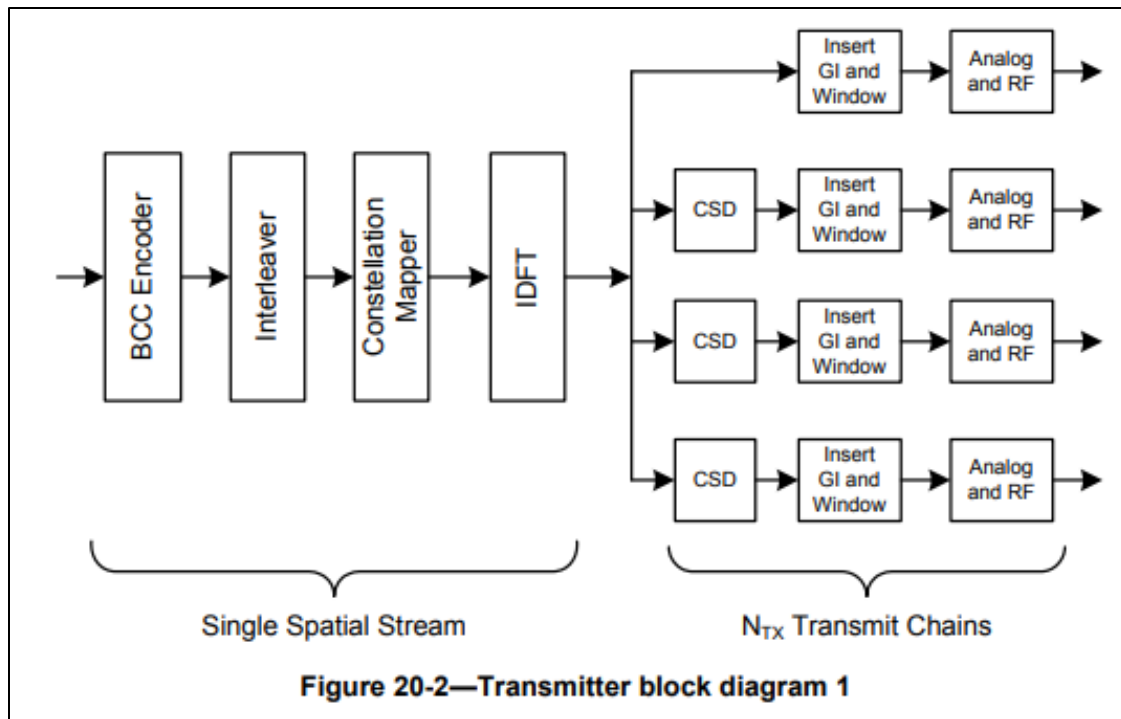 Insert
GI and
Window
Analog
and RF
BCC Encoder
Interleaver
Constellation
Mapper
IDFT
CSD
Insert
GI and
Window
Analog
and RF
CSD
Insert
GI and
Window
Analog
and RF
CSD
Insert
GI and
Window
Analog
and RF
Single Spatial Stream
NTX Transmit Chains
Figure 20-2—Transmitter block diagram 1